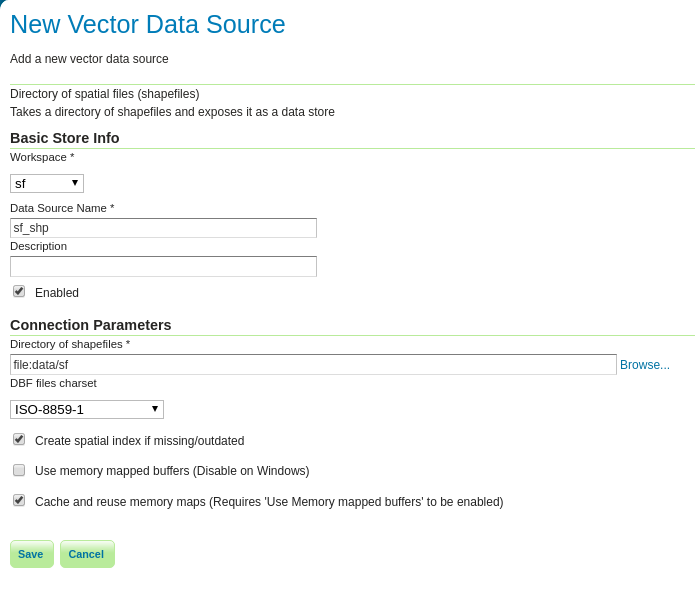 New Vector Data Source
Add a new vector data source
Directory of spatial files (shapefiles)
Takes a directory of shapefiles and exposes it as a data store
Basic Store Info
Workspace *
sf
Data Source Name *
sf_shp
Description
Enabled
Connection Parameters
Directory of shapefiles *
file:data/sf Browse...
DBF files charset
ISO-8859-1
Create spatial index if missing/outdated
Use memory mapped buffers (Disable on Windows)
Cache and reuse memory maps (Requires 'Use Memory mapped buffers' to be enabled)
Save Cancel